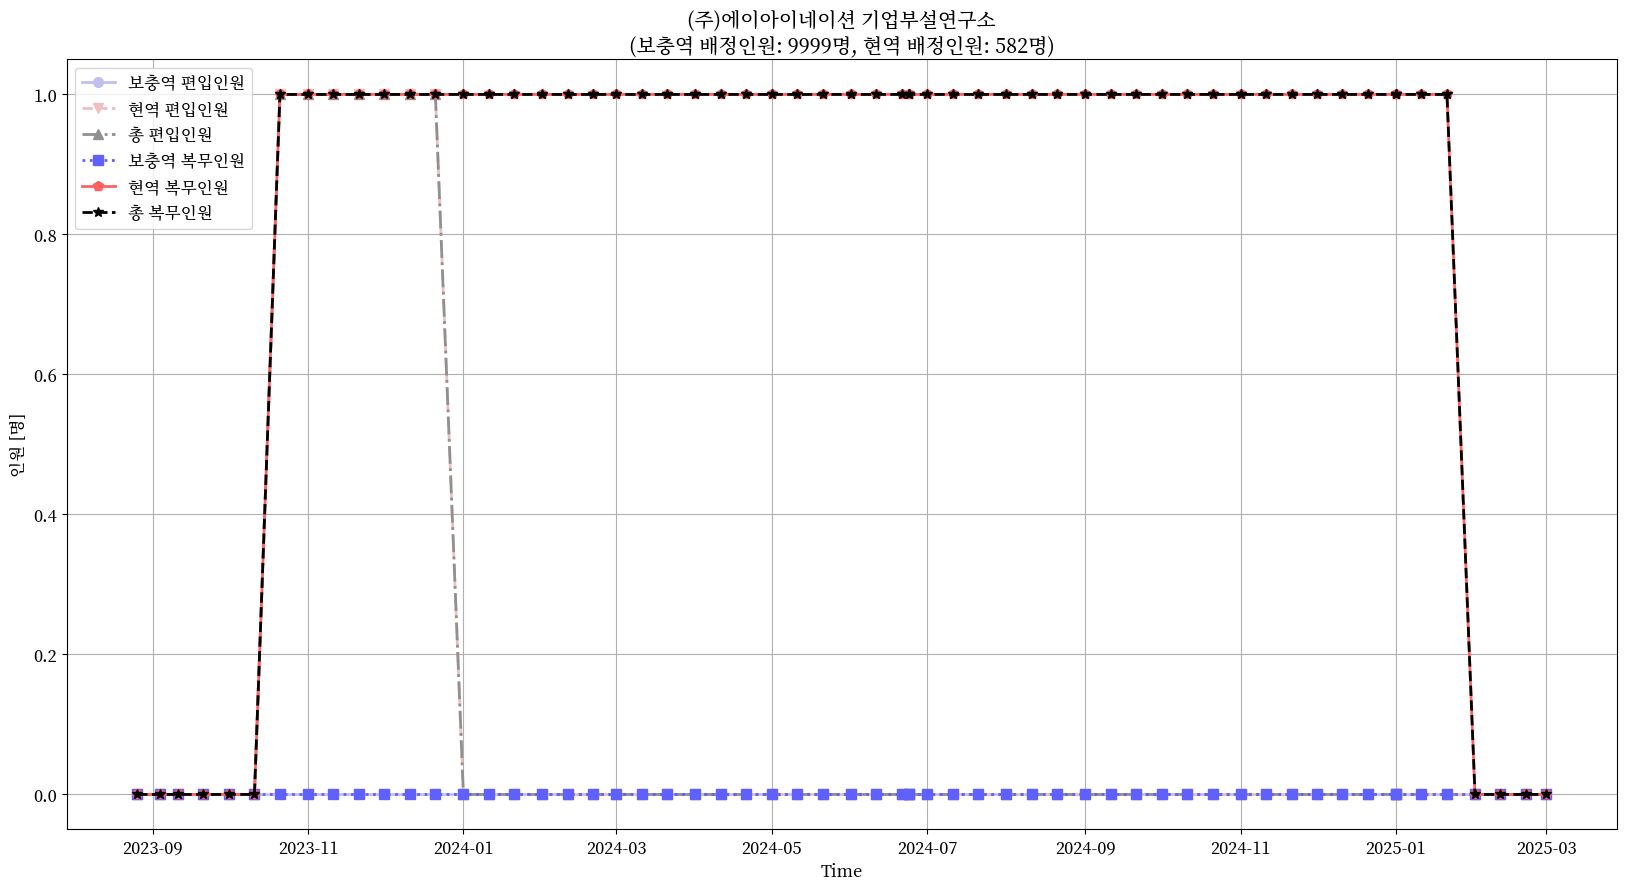 (주)에이아이네이션 기업부설연구소
(보충역 배정인원: 9999명, 현역 배정인원: 582명)
보충역 편입인원
현역 편입인원
총 편입인원
보충역 복무인원
현역 복무인원
총 복무인원
인원 [명]
1.0
0.8
0.6
0.4
0.2
0.0
2023-09
2023-11
2024-01
2024-03
2024-05
2024-07
2024-09
2024-11
2025-01
2025-03
Time